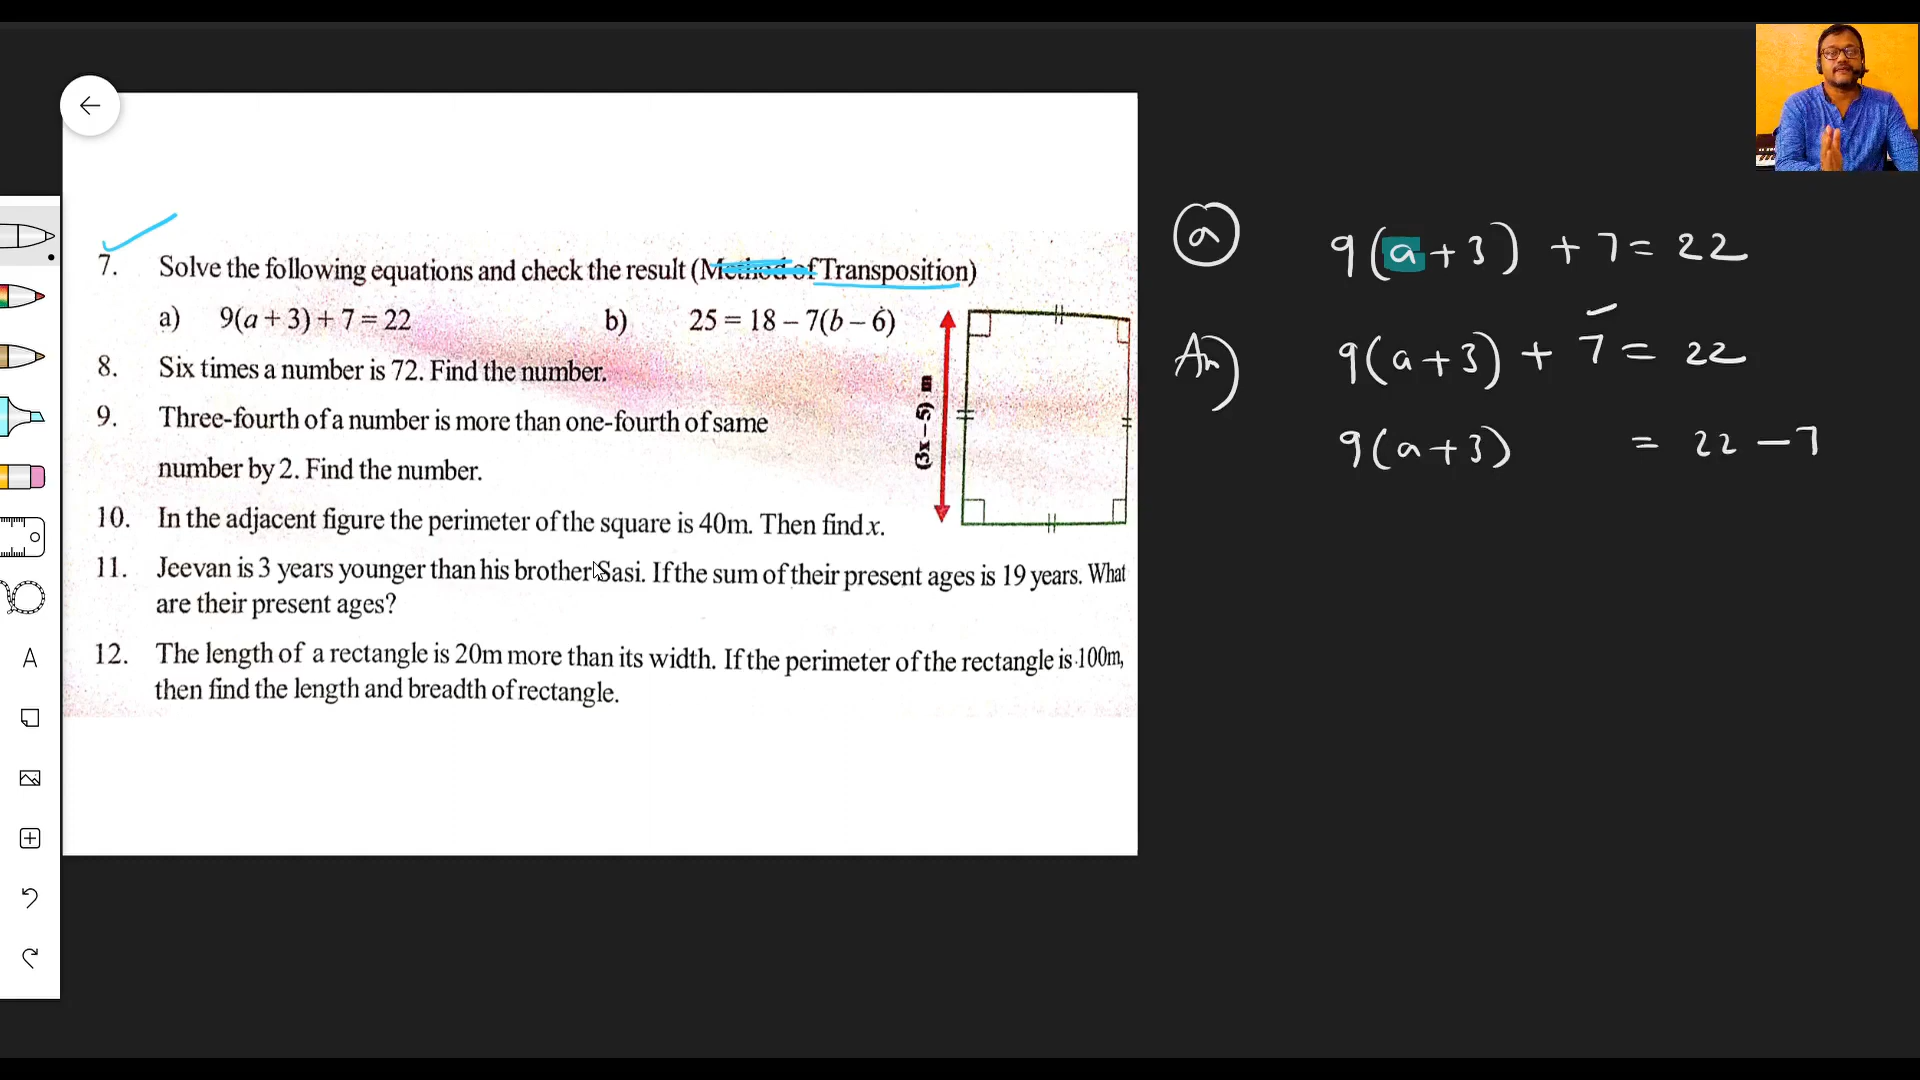 7. Solve the following equations and check the result (Method of Transposition)
a) 9(a + 3) + 7 = 22 b) 25 = 18 – 7(b – 6)
8. Six times a number is 72. Find the number.
9. Three-fourth of a number is more than one-fourth of same
number by 2. Find the number.
(3x – 5) m
10. In the adjacent figure the perimeter of the square is 40m. Then find x.
11. Jeevan is 3 years younger than his brother Sasi. If the sum of their present ages is 19 years. What
are their present ages?
12. The length of a rectangle is 20m more than its width. If the perimeter of the rectangle is 100m,
then find the length and breadth of rectangle.
A
a 9(a+3) + 7 = 22
An) 9(a+3) + 7 = 22
9(a+3) = 22 – 7